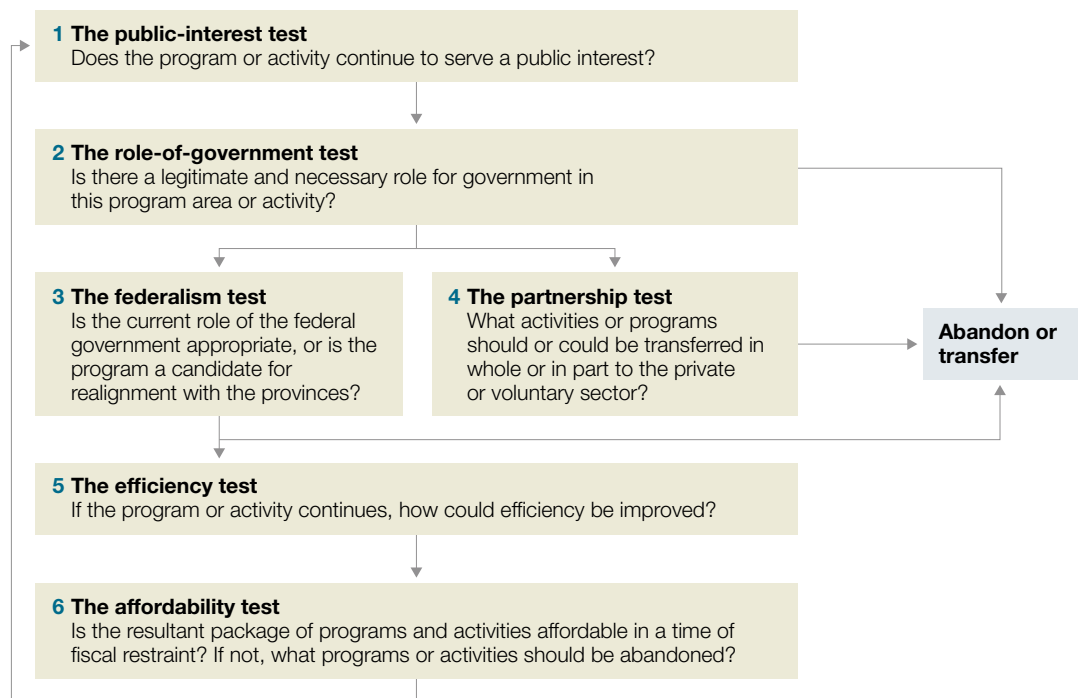 1 The public-interest test
Does the program or activity continue to serve a public interest?
2 The role-of-government test
Is there a legitimate and necessary role for government in
this program area or activity?
3 The federalism test
Is the current role of the federal
government appropriate, or is the
program a candidate for
realignment with the provinces?
4 The partnership test
What activities or programs
should or could be transferred in
whole or in part to the private
or voluntary sector?
Abandon or
transfer
5 The efficiency test
If the program or activity continues, how could efficiency be improved?
6 The affordability test
Is the resultant package of programs and activities affordable in a time of
fiscal restraint? If not, what programs or activities should be abandoned?